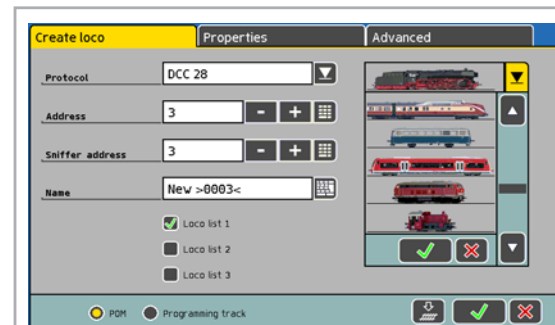 Create loco
Properties
Advanced
Protocol
DCC 28
Address
3
Sniffer address
3
Name
New >0003<
Loco list 1
Loco list 2
Loco list 3
POM
Programming track